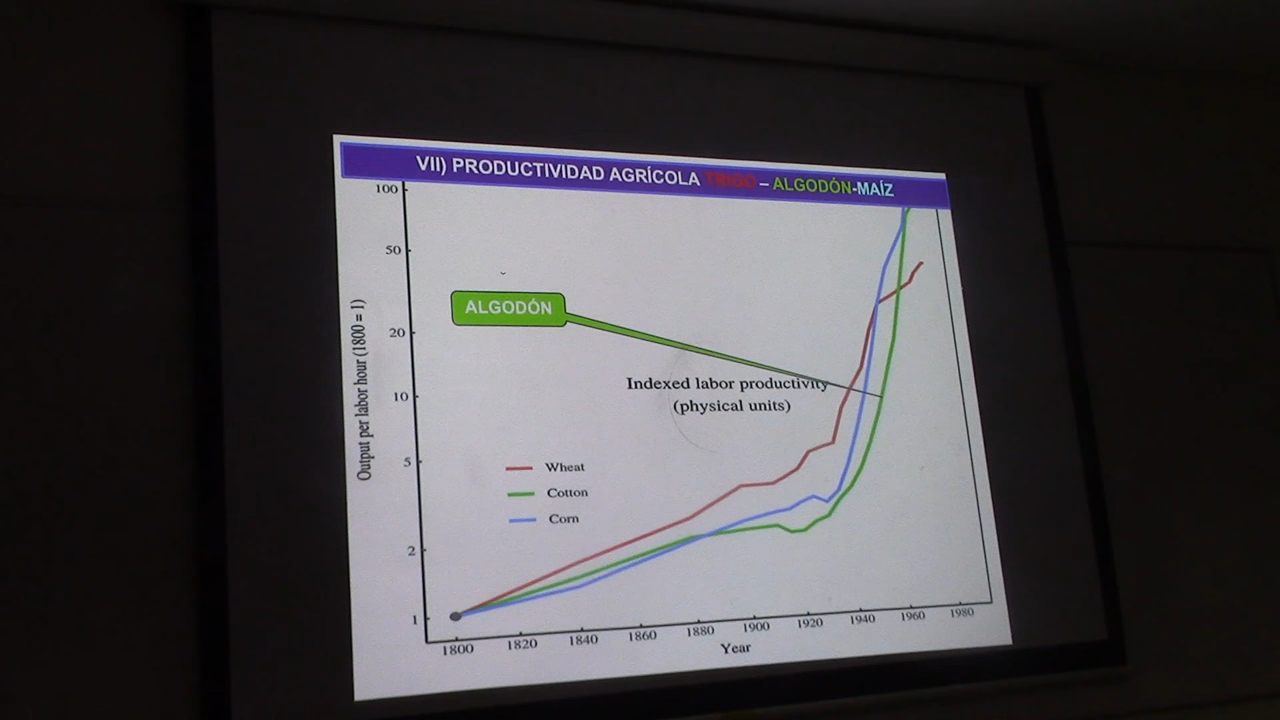 VII) PRODUCTIVIDAD AGRÍCOLA TRIGO – ALGODÓN-MAÍZ
100
50
20
10
5
2
1
Output per labor hour (1800 = 1)
ALGODÓN
Indexed labor productivity
(physical units)
Wheat
Cotton
Corn
1800 1820 1840 1860 1880 1900 1920 1940 1960 1980
Year